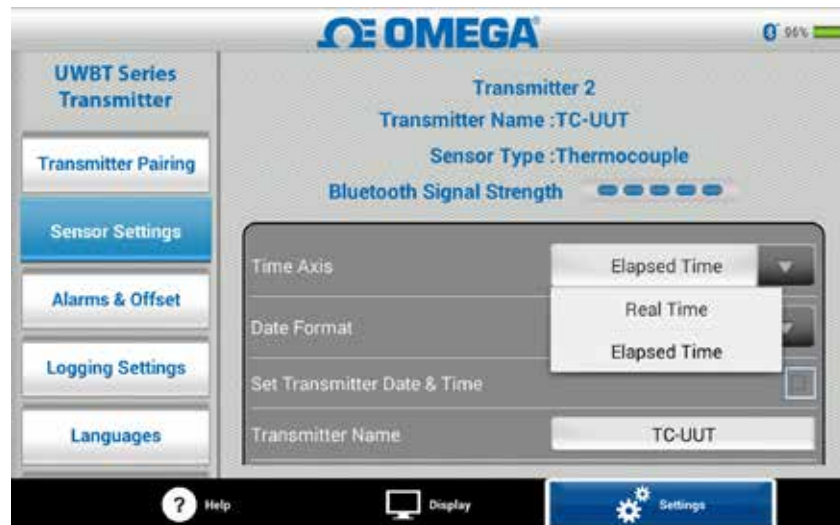 OMEGA
96%
UWBT Series
Transmitter
Transmitter Pairing
Sensor Settings
Alarms & Offset
Logging Settings
Languages
Transmitter 2
Transmitter Name :TC-UUT
Sensor Type :Thermocouple
Bluetooth Signal Strength
Time Axis
Elapsed Time
Real Time
Elapsed Time
Date Format
Set Transmitter Date & Time
Transmitter Name
TC-UUT
? Help
Display
Settings